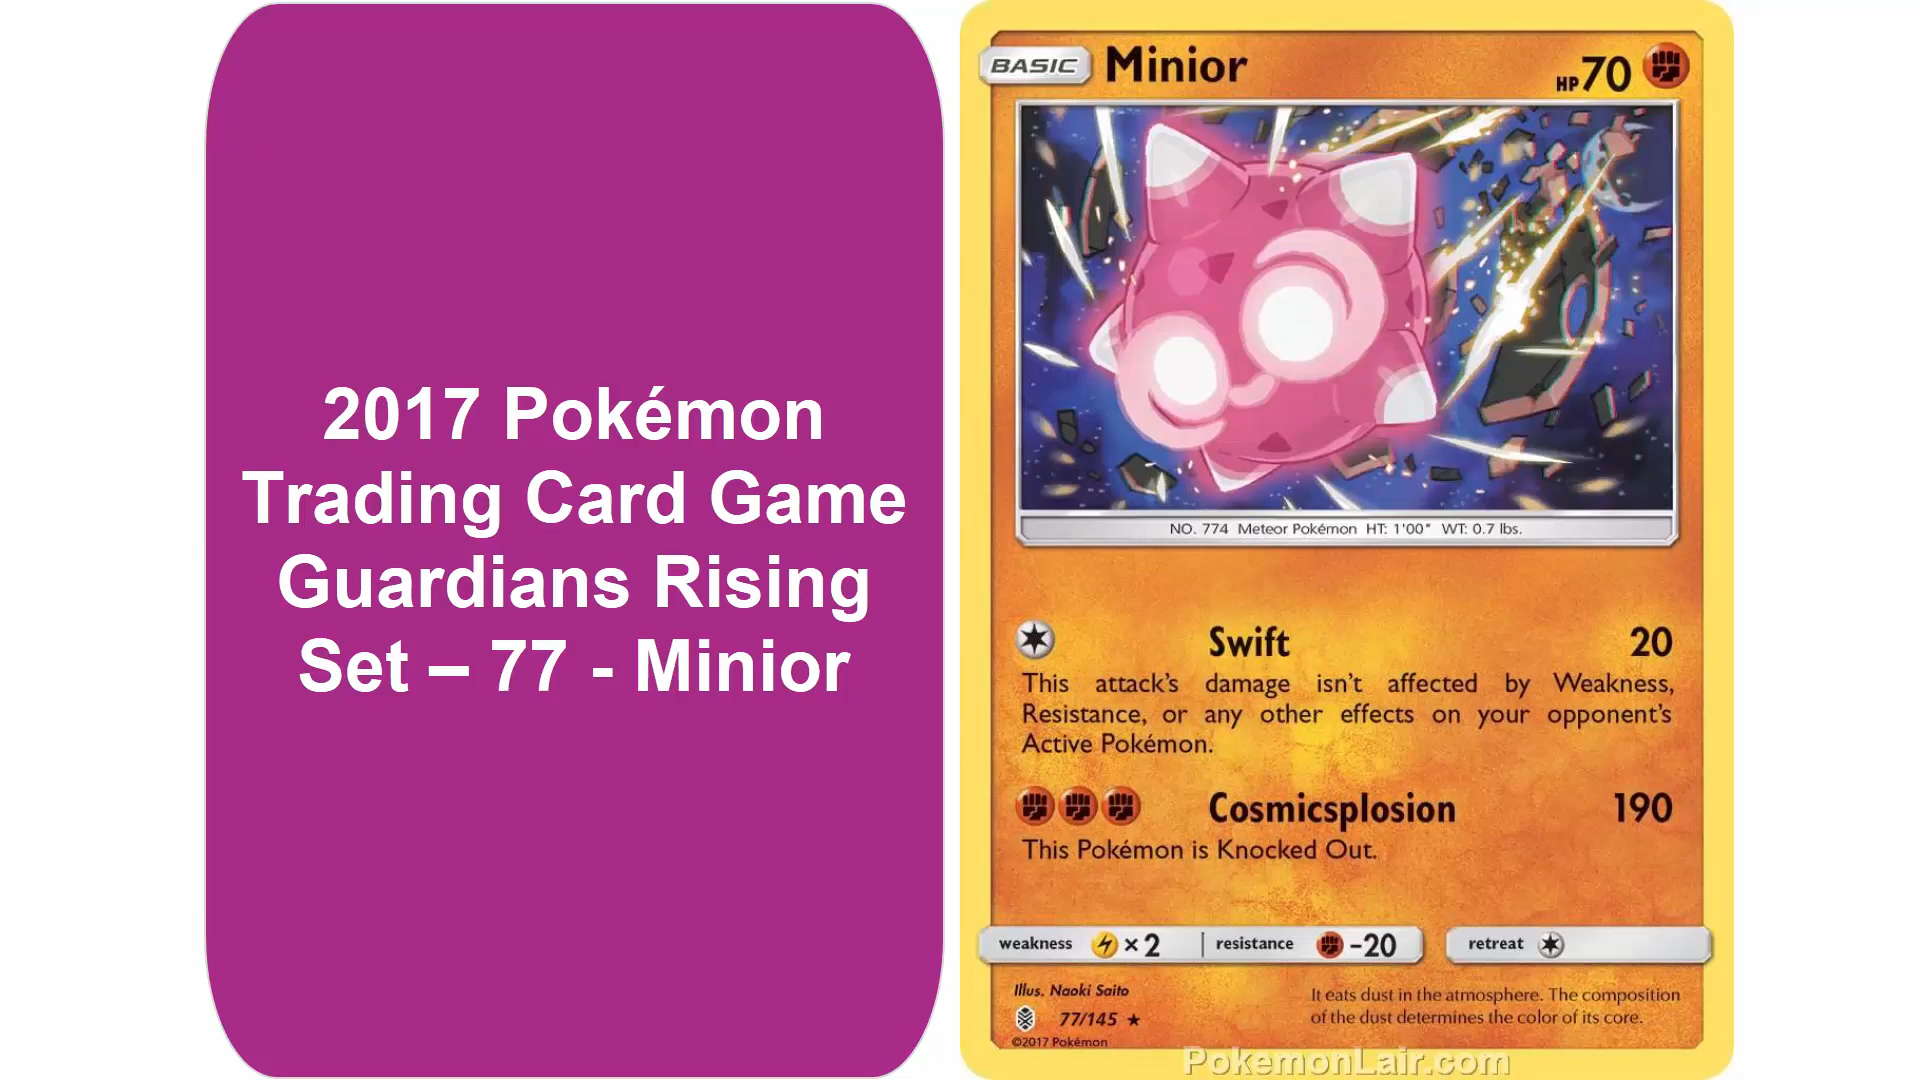 2017 Pokémon
Trading Card Game
Guardians Rising
Set – 77 - Minior
BASIC
Minior
HP 70
NO. 774 Meteor Pokémon HT: 1'00" WT: 0.7 lbs.
Swift 20
This attack's damage isn't affected by Weakness,
Resistance, or any other effects on your opponent's
Active Pokémon.
Cosmicsplosion 190
This Pokémon is Knocked Out.
weakness ×2 resistance -20 retreat
Illus. Naoki Saito
77/145 ★
©2017 Pokémon
It eats dust in the atmosphere. The composition
of the dust determines the color of its core.
PokemonLair.com